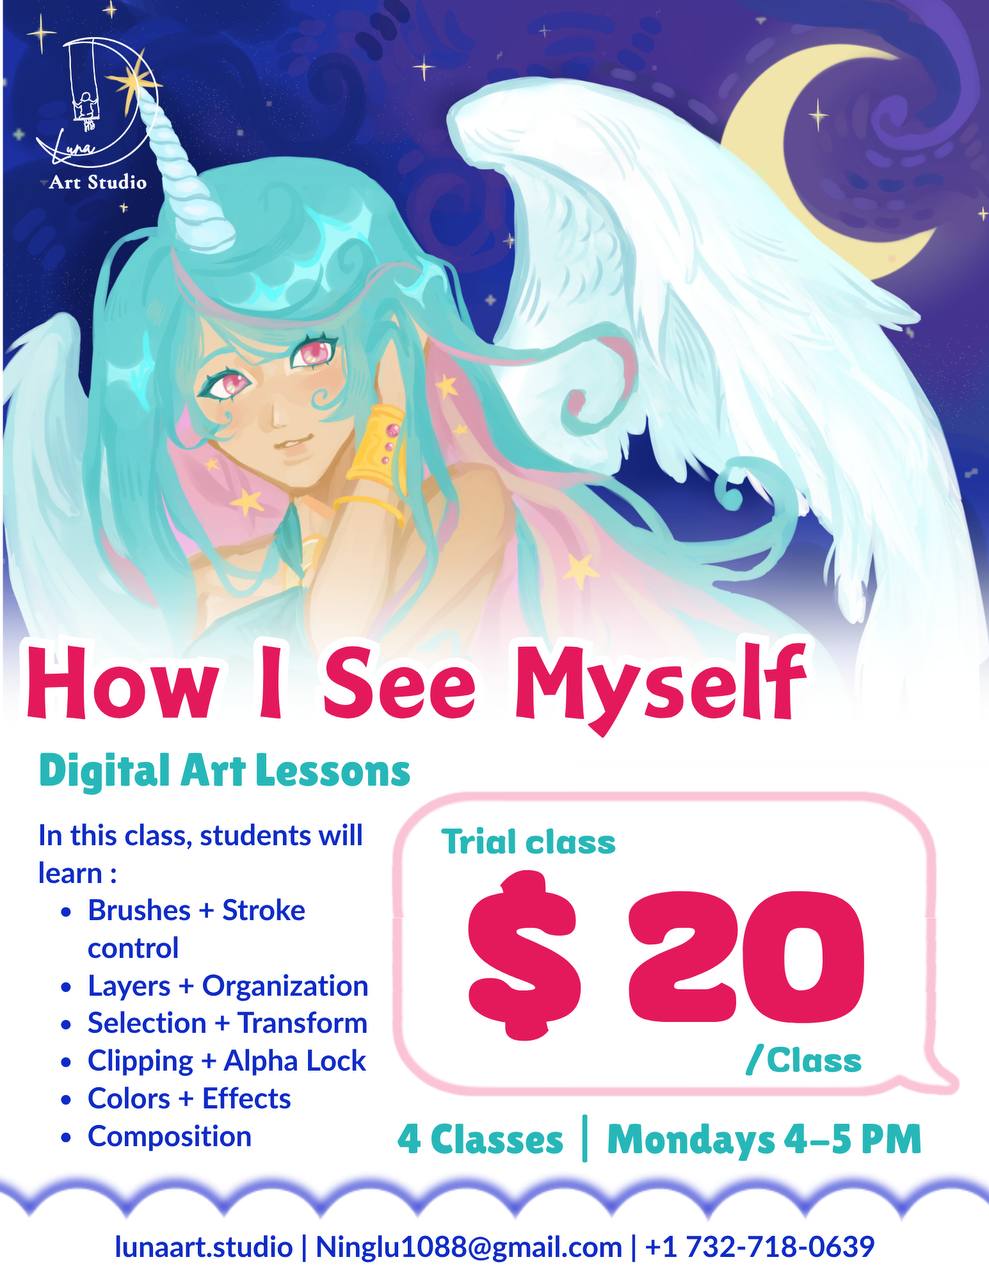 Luna
Art Studio
How I See Myself
Digital Art Lessons
In this class, students will
learn :
• Brushes + Stroke
control
• Layers + Organization
• Selection + Transform
• Clipping + Alpha Lock
• Colors + Effects
• Composition
Trial class
$ 20
/Class
4 Classes | Mondays 4–5 PM
lunaart.studio | Ninglu1088@gmail.com | +1 732-718-0639